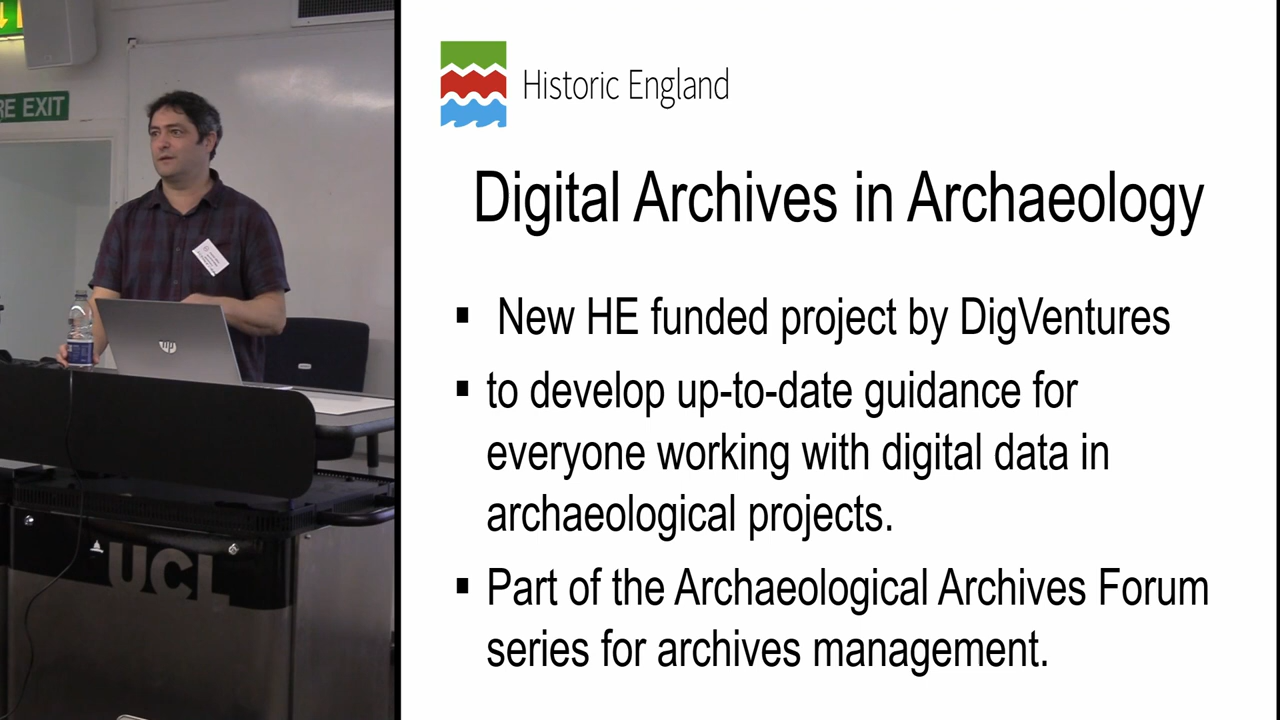 RE EXIT
hp
UCL
Historic England
Digital Archives in Archaeology
▪ New HE funded project by DigVentures
▪ to develop up-to-date guidance for
everyone working with digital data in
archaeological projects.
▪ Part of the Archaeological Archives Forum
series for archives management.